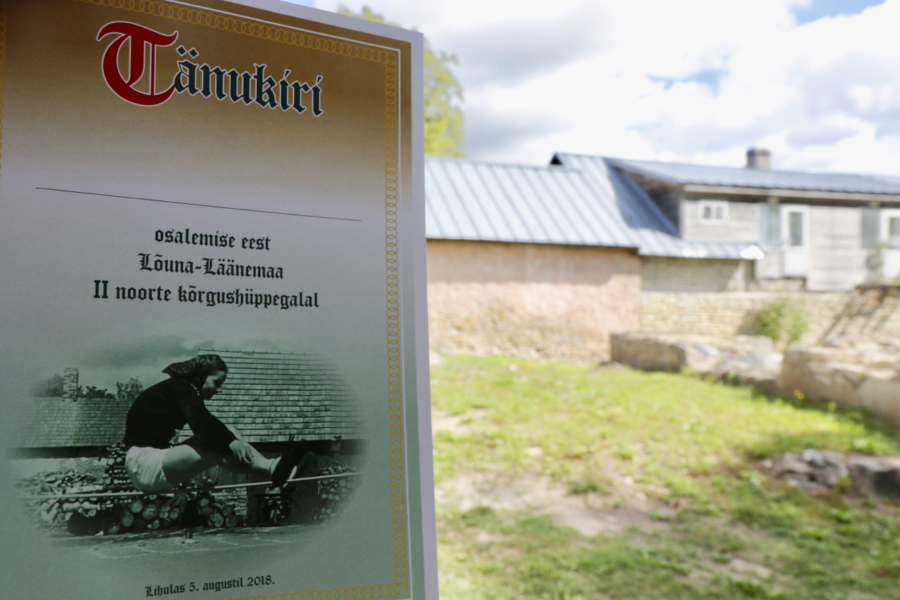 Tänukiri
osalemise eest
Lõuna-Läänemaa
II noorte kõrgushüppegalal
Lihulas 5. augustil 2018.